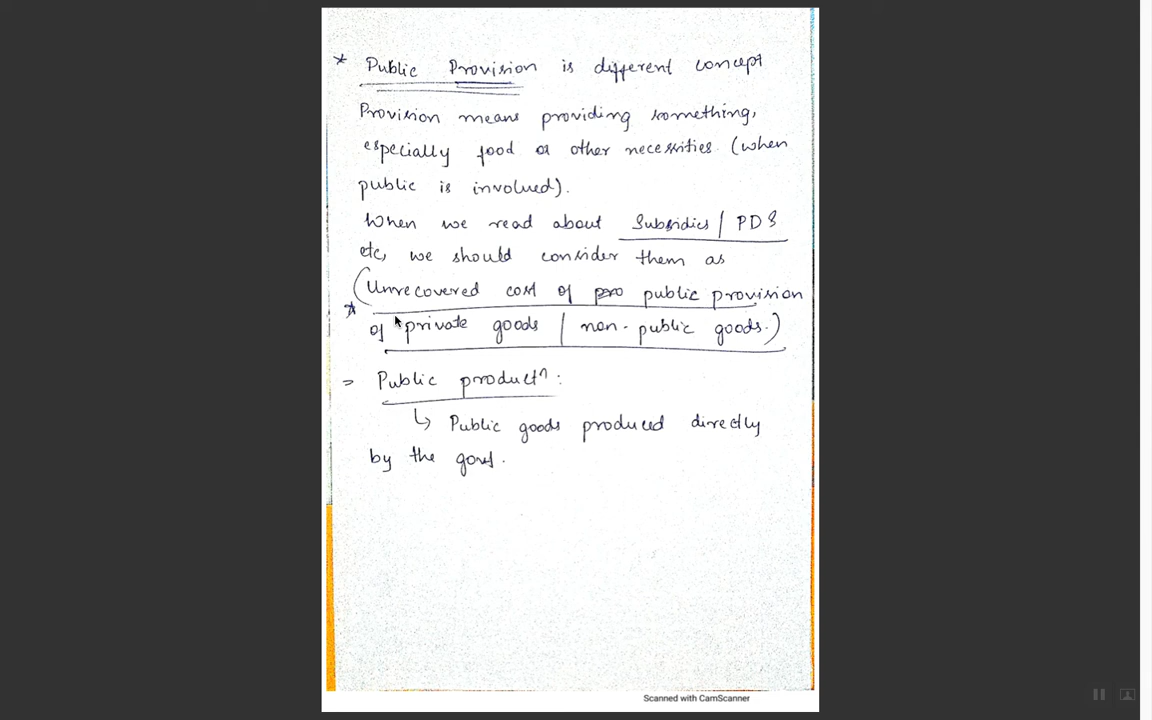 * Public Provision is different concept
Provision means providing something,
especially food or other necessities (when
public is involved).
When we read about Subsidies / PDS
etc, we should consider them as
(Unrecovered cost of pro public provision
* of private goods / non-public goods.)
=> Public productn:
↳ Public goods produced directly
by the govt.
Scanned with CamScanner